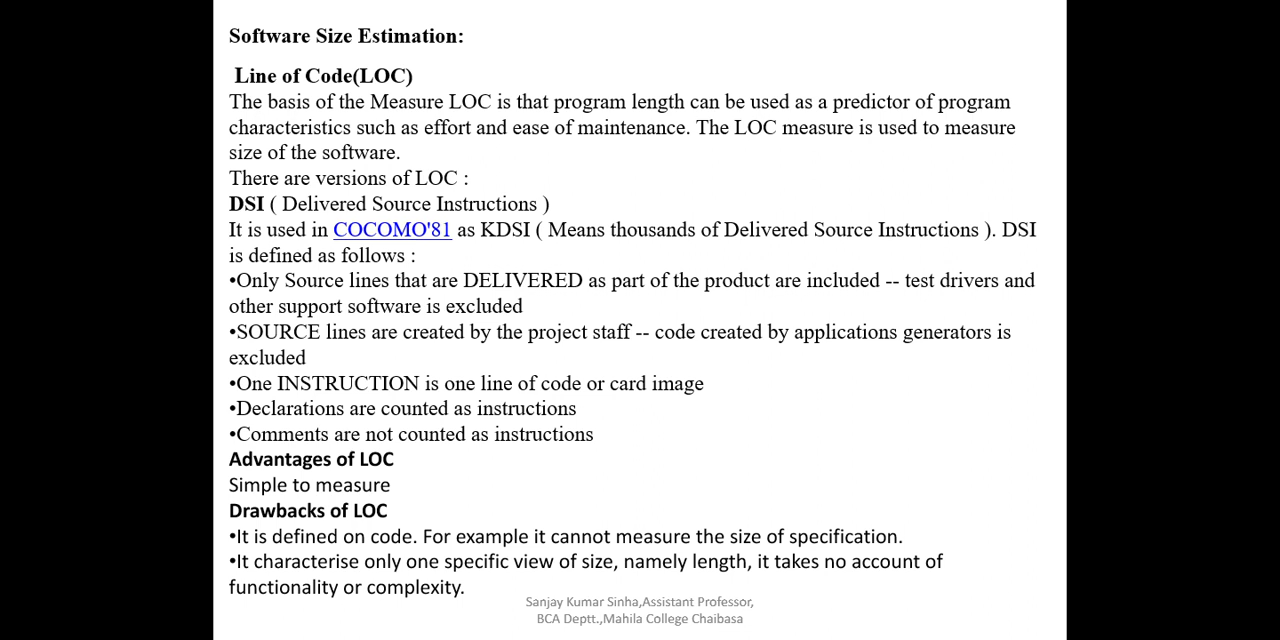 Software Size Estimation:
Line of Code(LOC)
The basis of the Measure LOC is that program length can be used as a predictor of program
characteristics such as effort and ease of maintenance. The LOC measure is used to measure
size of the software.
There are versions of LOC :
DSI ( Delivered Source Instructions )
It is used in COCOMO'81 as KDSI ( Means thousands of Delivered Source Instructions ). DSI
is defined as follows :
•Only Source lines that are DELIVERED as part of the product are included -- test drivers and
other support software is excluded
•SOURCE lines are created by the project staff -- code created by applications generators is
excluded
•One INSTRUCTION is one line of code or card image
•Declarations are counted as instructions
•Comments are not counted as instructions
Advantages of LOC
Simple to measure
Drawbacks of LOC
•It is defined on code. For example it cannot measure the size of specification.
•It characterise only one specific view of size, namely length, it takes no account of
functionality or complexity.
Sanjay Kumar Sinha,Assistant Professor,
BCA Deptt.,Mahila College Chaibasa